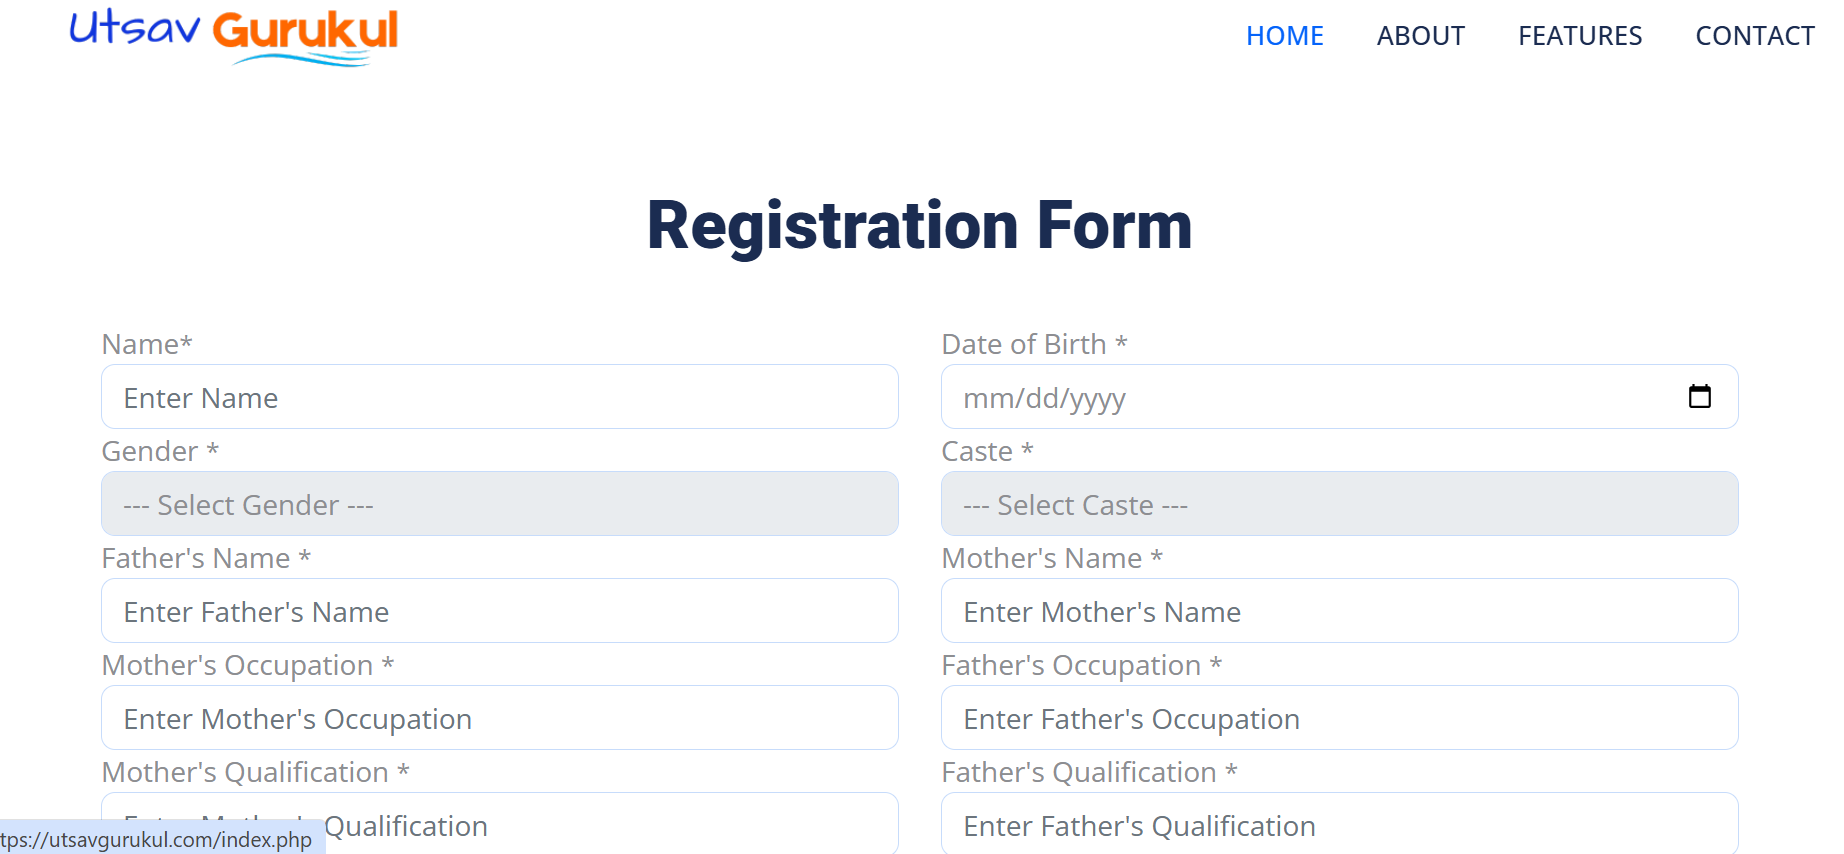 Utsav Gurukul
HOME ABOUT FEATURES CONTACT
Registration Form
Name* Date of Birth *
Enter Name mm/dd/yyyy
Gender * Caste *
--- Select Gender --- --- Select Caste ---
Father's Name * Mother's Name *
Enter Father's Name Enter Mother's Name
Mother's Occupation * Father's Occupation *
Enter Mother's Occupation Enter Father's Occupation
Mother's Qualification * Father's Qualification *
Qualification Enter Father's Qualification
tps://utsavgurukul.com/index.php